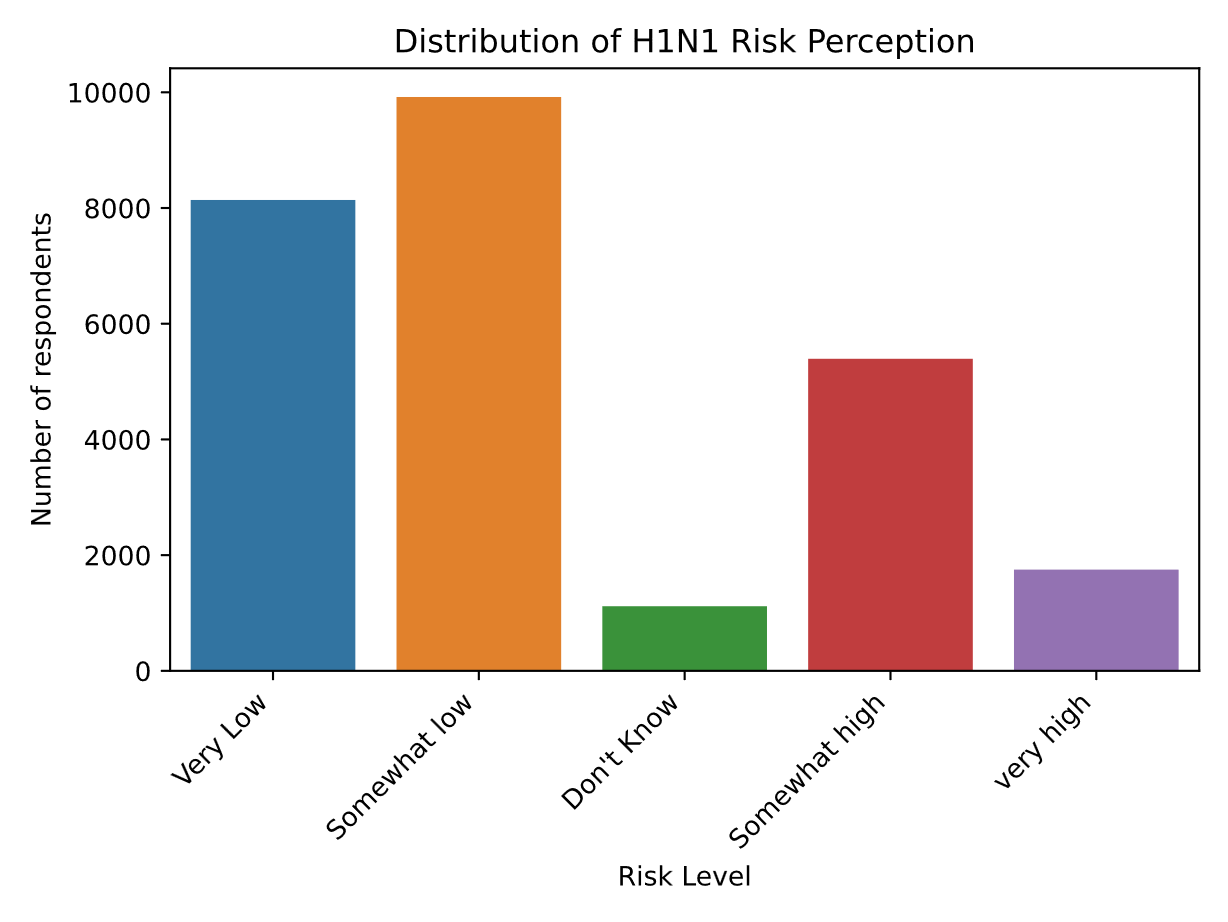 Distribution of H1N1 Risk Perception
10000
8000
6000
4000
2000
0
Number of respondents
Very Low
Somewhat low
Don't Know
Somewhat high
very high
Risk Level